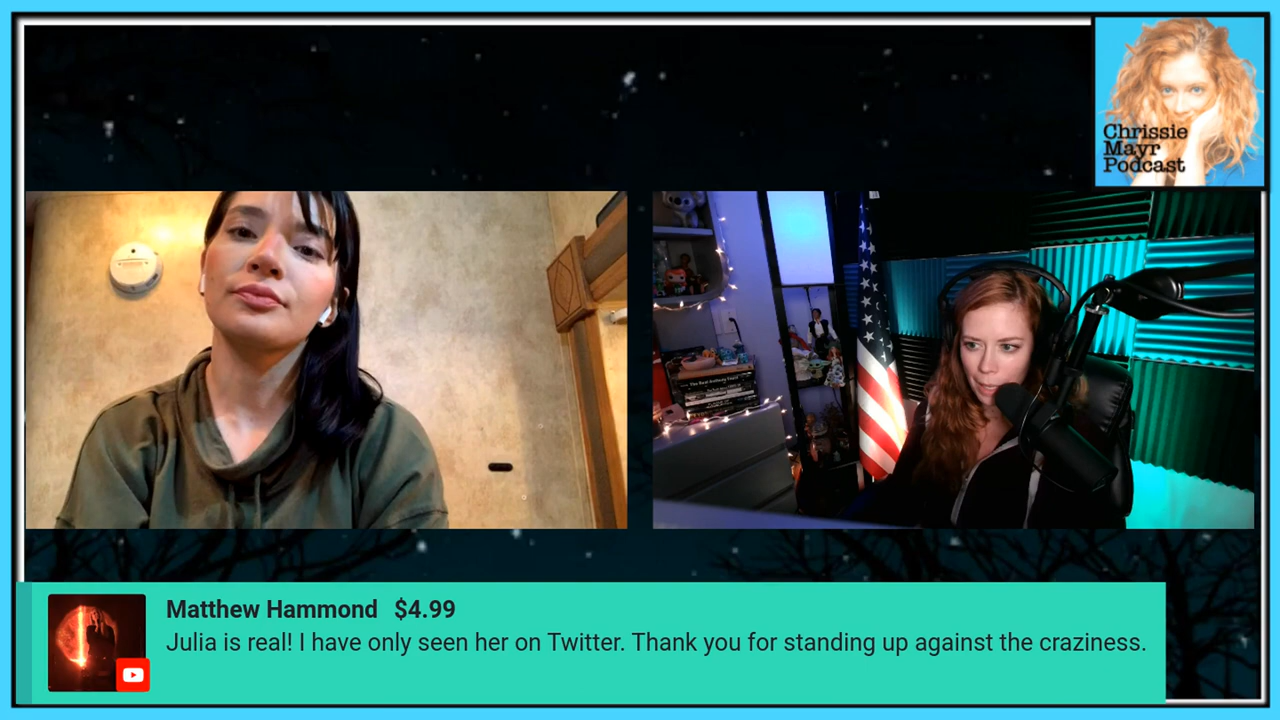 Chrissie
Mayr
Podcast
Matthew Hammond $4.99
Julia is real! I have only seen her on Twitter. Thank you for standing up against the craziness.